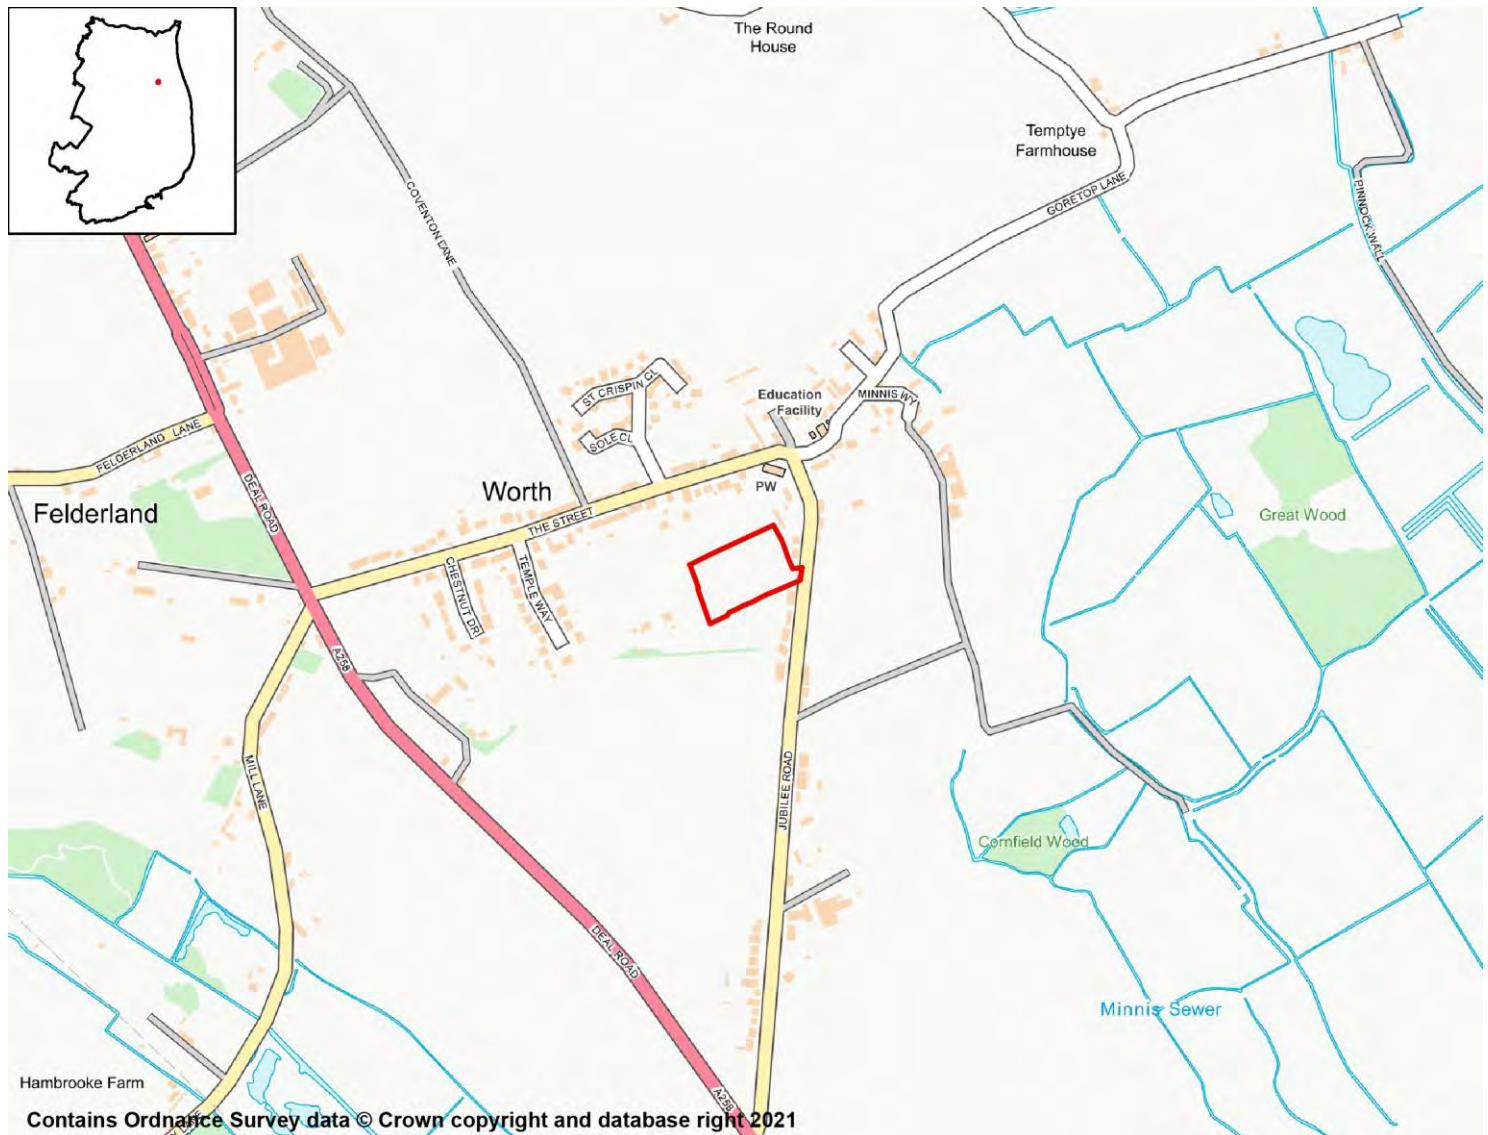 The Round
House
Temptye
Farmhouse
GORETOP LANE
PINNOCK WALL
COVENTON LANE
ST CRISPIN CL
Education
Facility
MINNIS WY
SOLE CL
FELDERLAND LANE
Worth
PW
DEAL ROAD
Felderland
THE STREET
Great Wood
CHESTNUT DR
TEMPLE WAY
A258
MILL LANE
JUBILEE ROAD
Cornfield Wood
DEAL ROAD
Minnis Sewer
Hambrooke Farm
A258
Contains Ordnance Survey data © Crown copyright and database right 2021